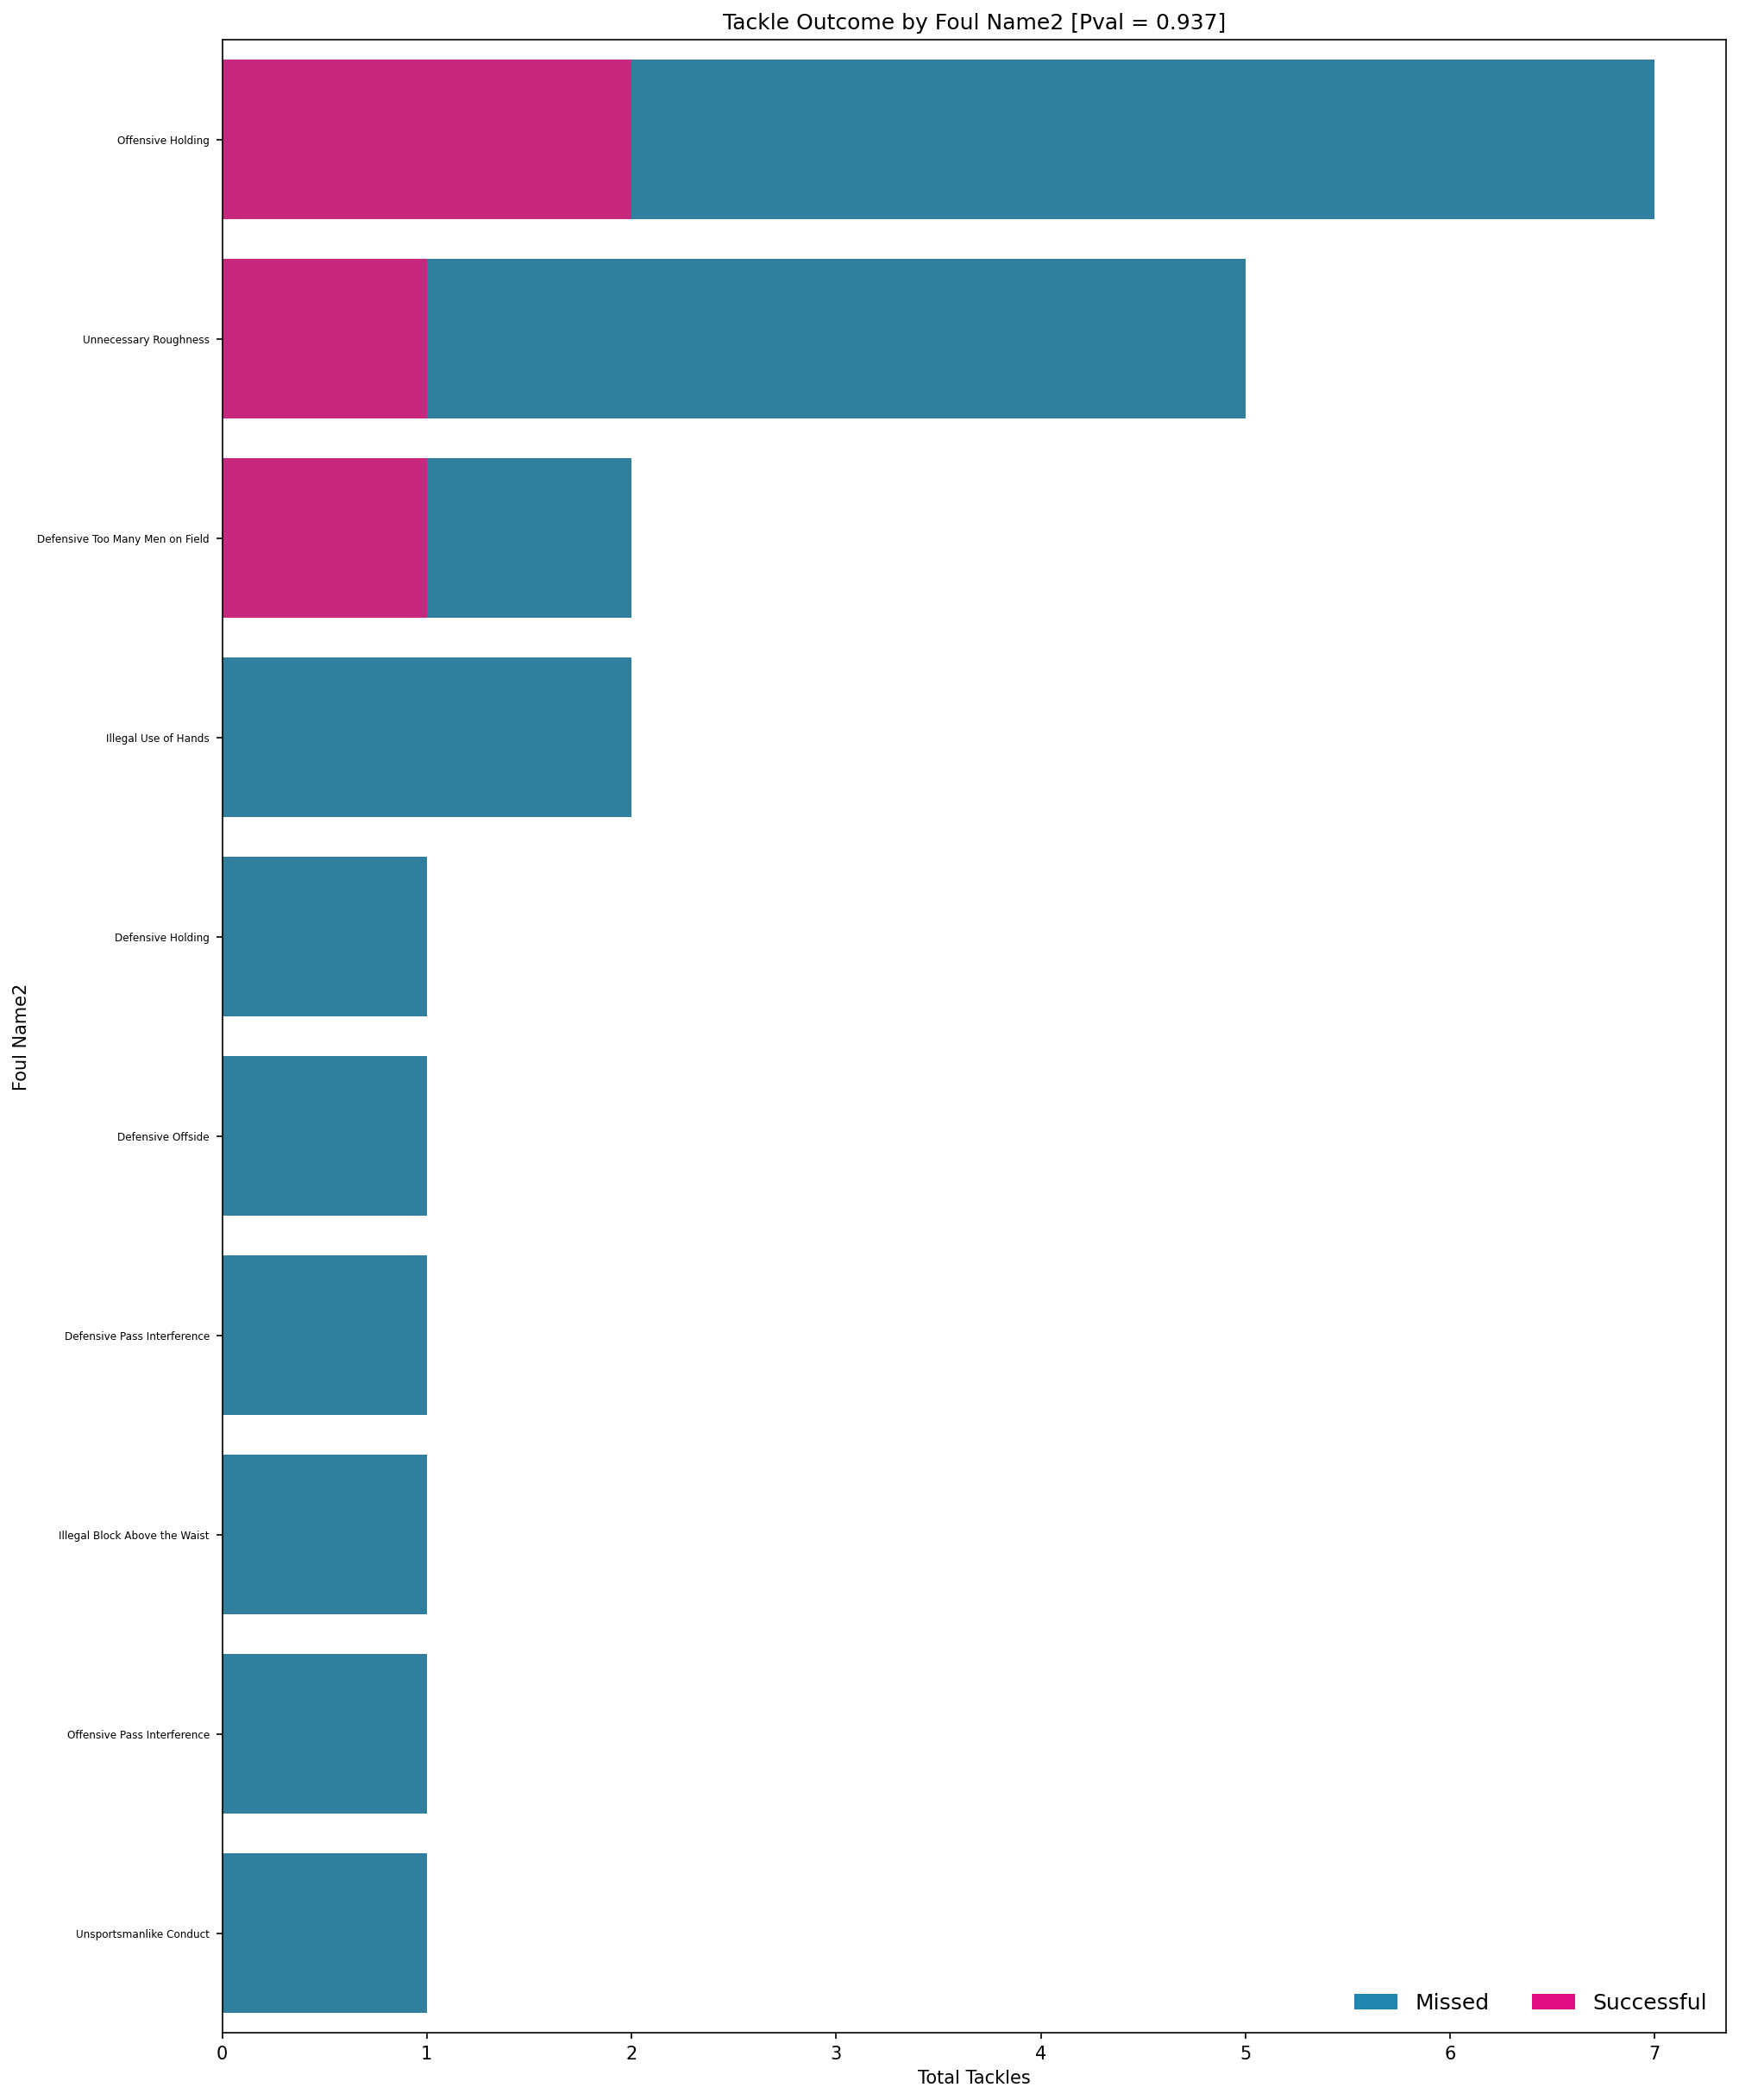 Tackle Outcome by Foul Name2 [Pval = 0.937]
Offensive Holding
Unnecessary Roughness
Defensive Too Many Men on Field
Illegal Use of Hands
Defensive Holding
Defensive Offside
Defensive Pass Interference
Illegal Block Above the Waist
Offensive Pass Interference
Unsportsmanlike Conduct
Foul Name2
Missed
Successful
0 1 2 3 4 5 6 7
Total Tackles